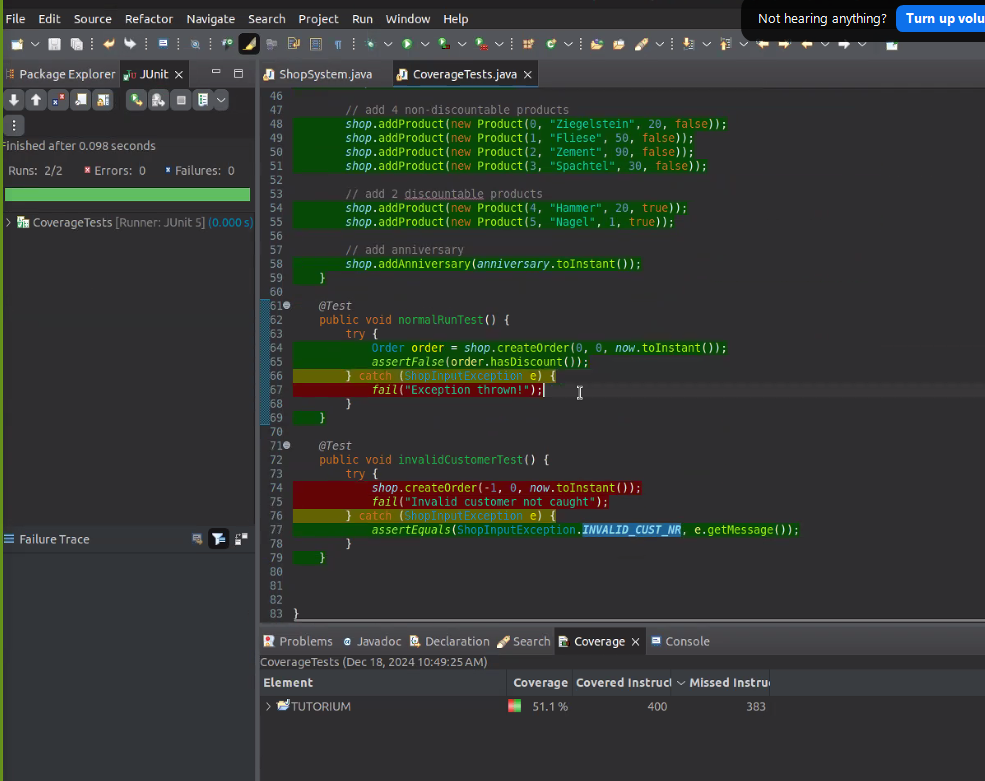 File Edit Source Refactor Navigate Search Project Run Window Help
Not hearing anything? Turn up volu
Package Explorer JUnit
Finished after 0.098 seconds
Runs: 2/2 Errors: 0 Failures: 0
CoverageTests [Runner: JUnit 5] (0.000 s)
Failure Trace
ShopSystem.java CoverageTests.java
46
47 // add 4 non-discountable products
48 shop.addProduct(new Product(0, "Ziegelstein", 20, false));
49 shop.addProduct(new Product(1, "Fliese", 50, false));
50 shop.addProduct(new Product(2, "Zement", 90, false));
51 shop.addProduct(new Product(3, "Spachtel", 30, false));
52
53 // add 2 discountable products
54 shop.addProduct(new Product(4, "Hammer", 20, true));
55 shop.addProduct(new Product(5, "Nagel", 1, true));
56
57 // add anniversary
58 shop.addAnniversary(anniversary.toInstant());
59 }
60
61 @Test
62 public void normalRunTest() {
63 try {
64 Order order = shop.createOrder(0, 0, now.toInstant());
65 assertFalse(order.hasDiscount());
66 } catch (ShopInputException e) {
67 fail("Exception thrown!");
68 }
69 }
70
71 @Test
72 public void invalidCustomerTest() {
73 try {
74 shop.createOrder(-1, 0, now.toInstant());
75 fail("Invalid customer not caught");
76 } catch (ShopInputException e) {
77 assertEquals(ShopInputException.INVALID_CUST_NR, e.getMessage());
78 }
79 }
80
81
82
83 }
Problems Javadoc Declaration Search Coverage Console
CoverageTests (Dec 18, 2024 10:49:25 AM)
Element Coverage Covered Instruct Missed Instru
TUTORIUM 51.1 % 400 383